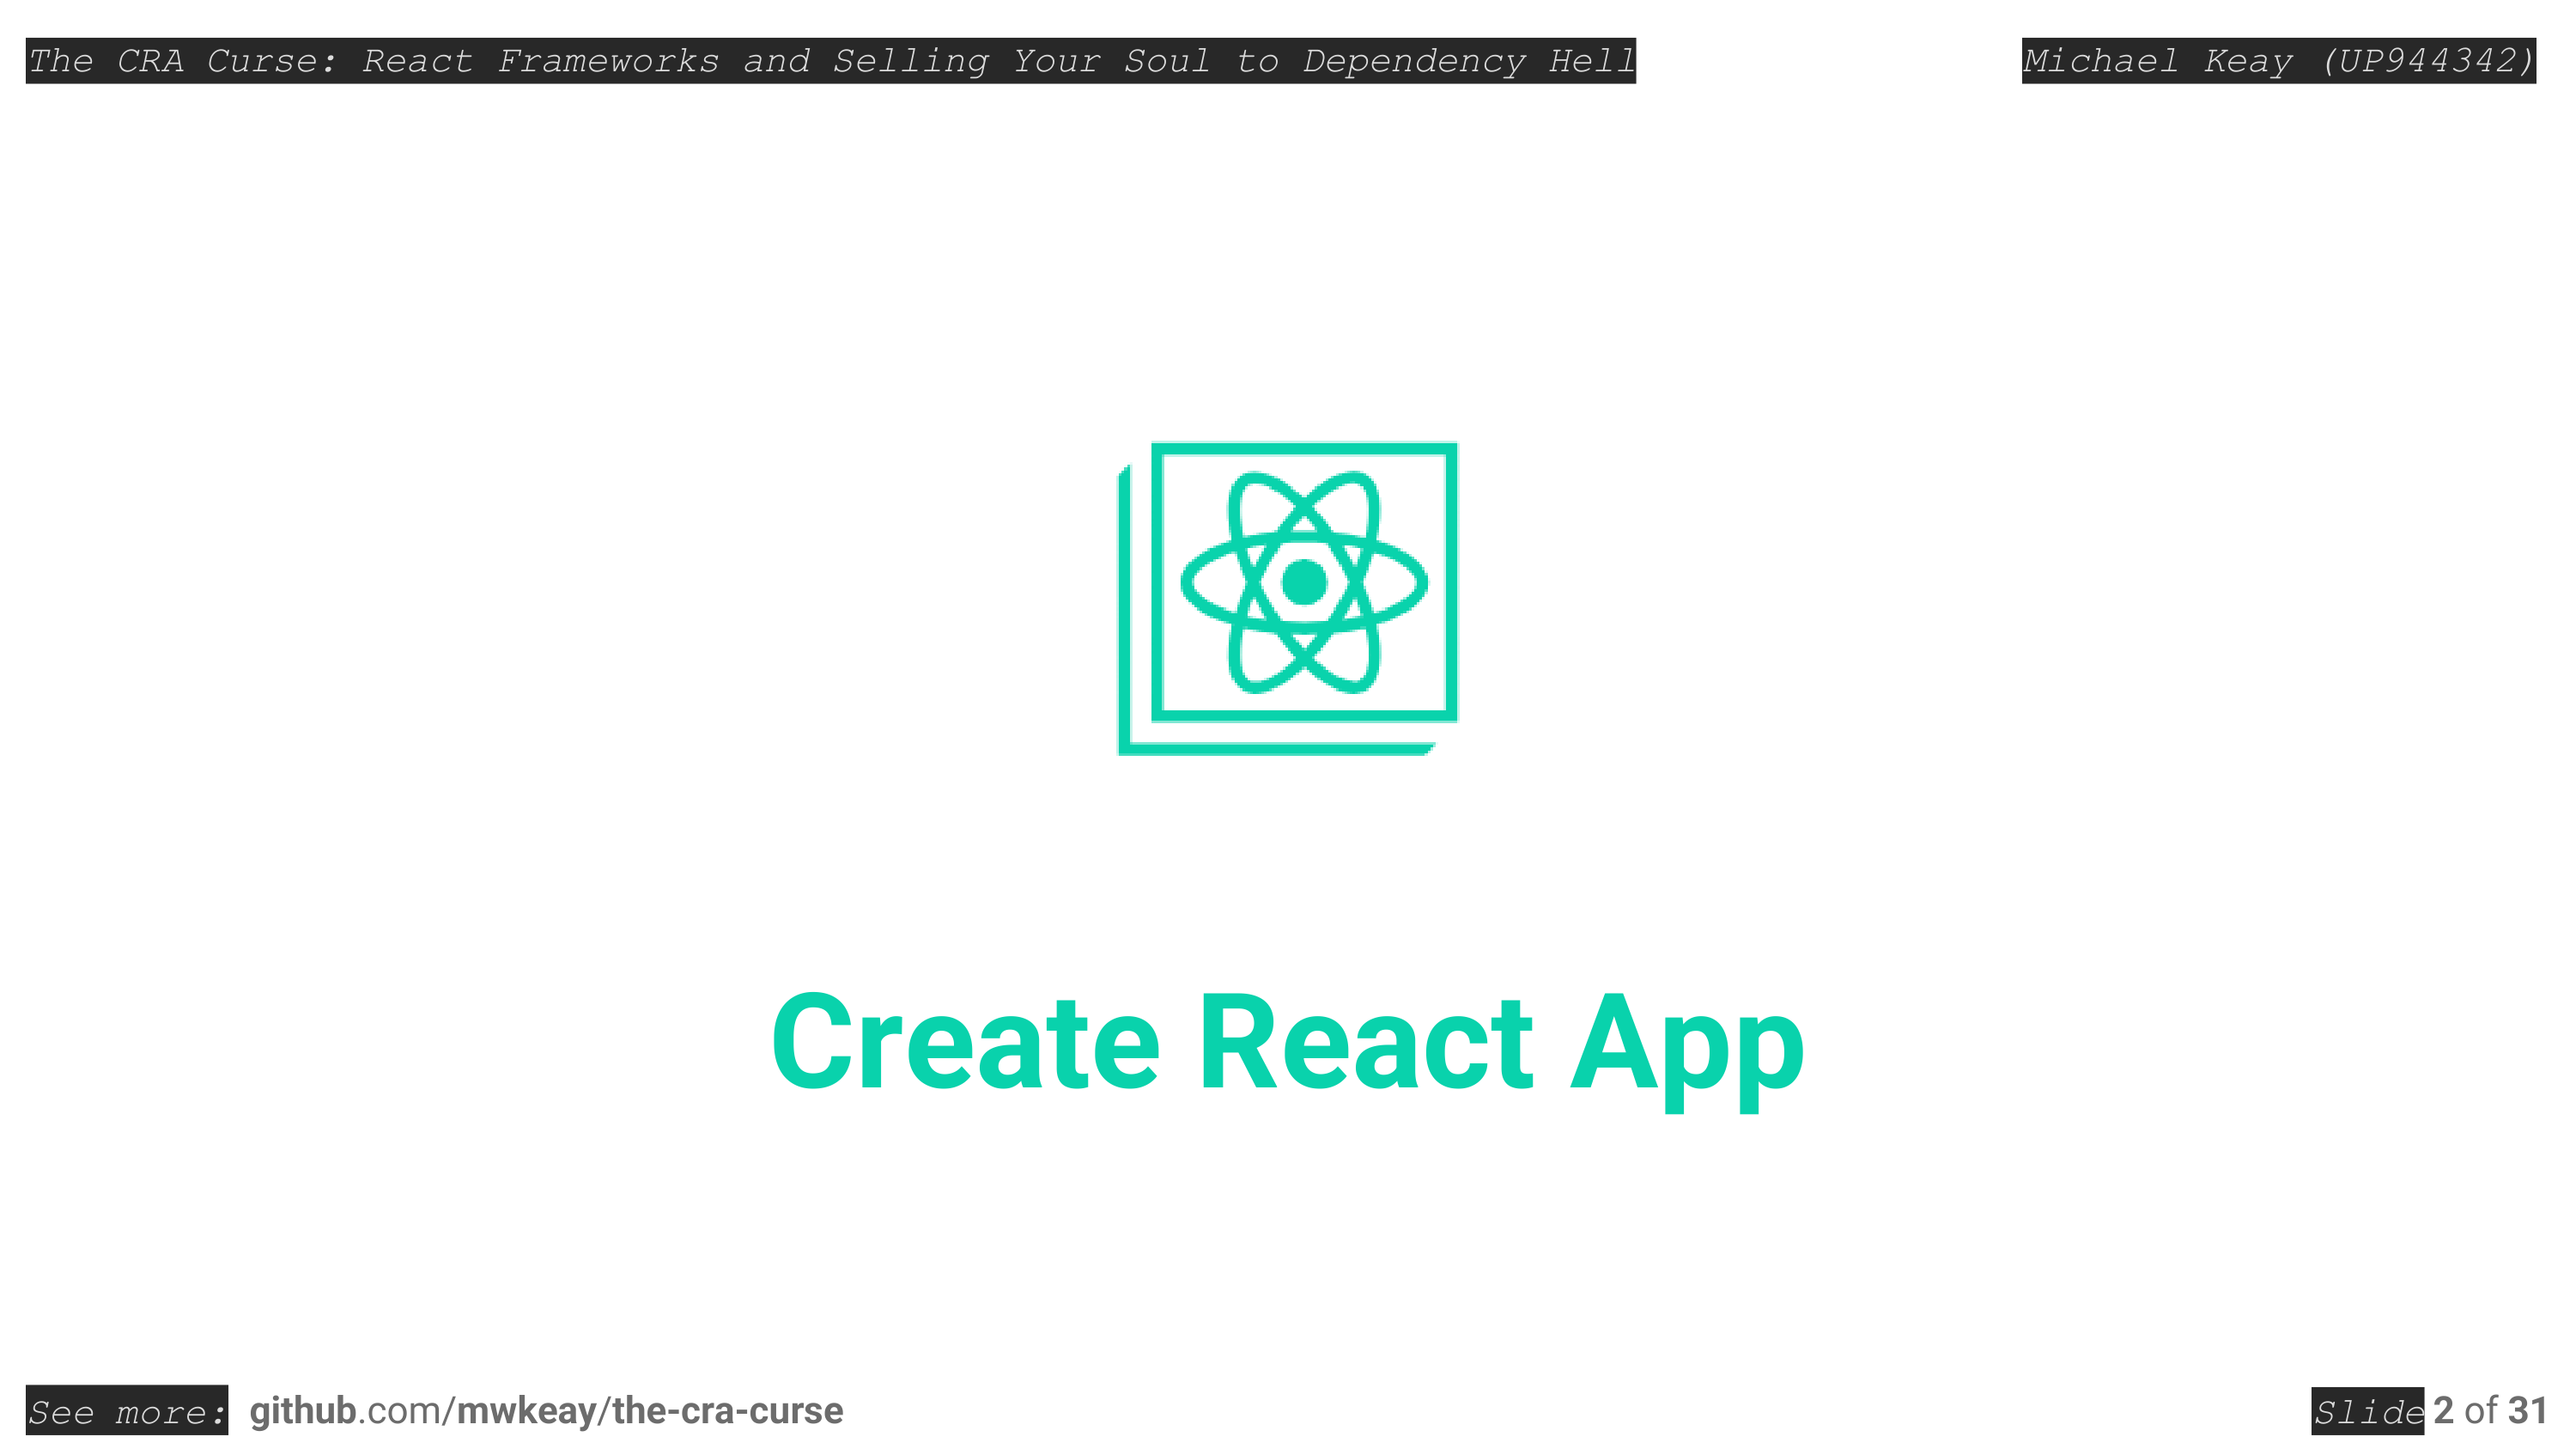 The CRA Curse: React Frameworks and Selling Your Soul to Dependency Hell
Michael Keay (UP944342)
Create React App
See more: github.com/mwkeay/the-cra-curse
Slide 2 of 31